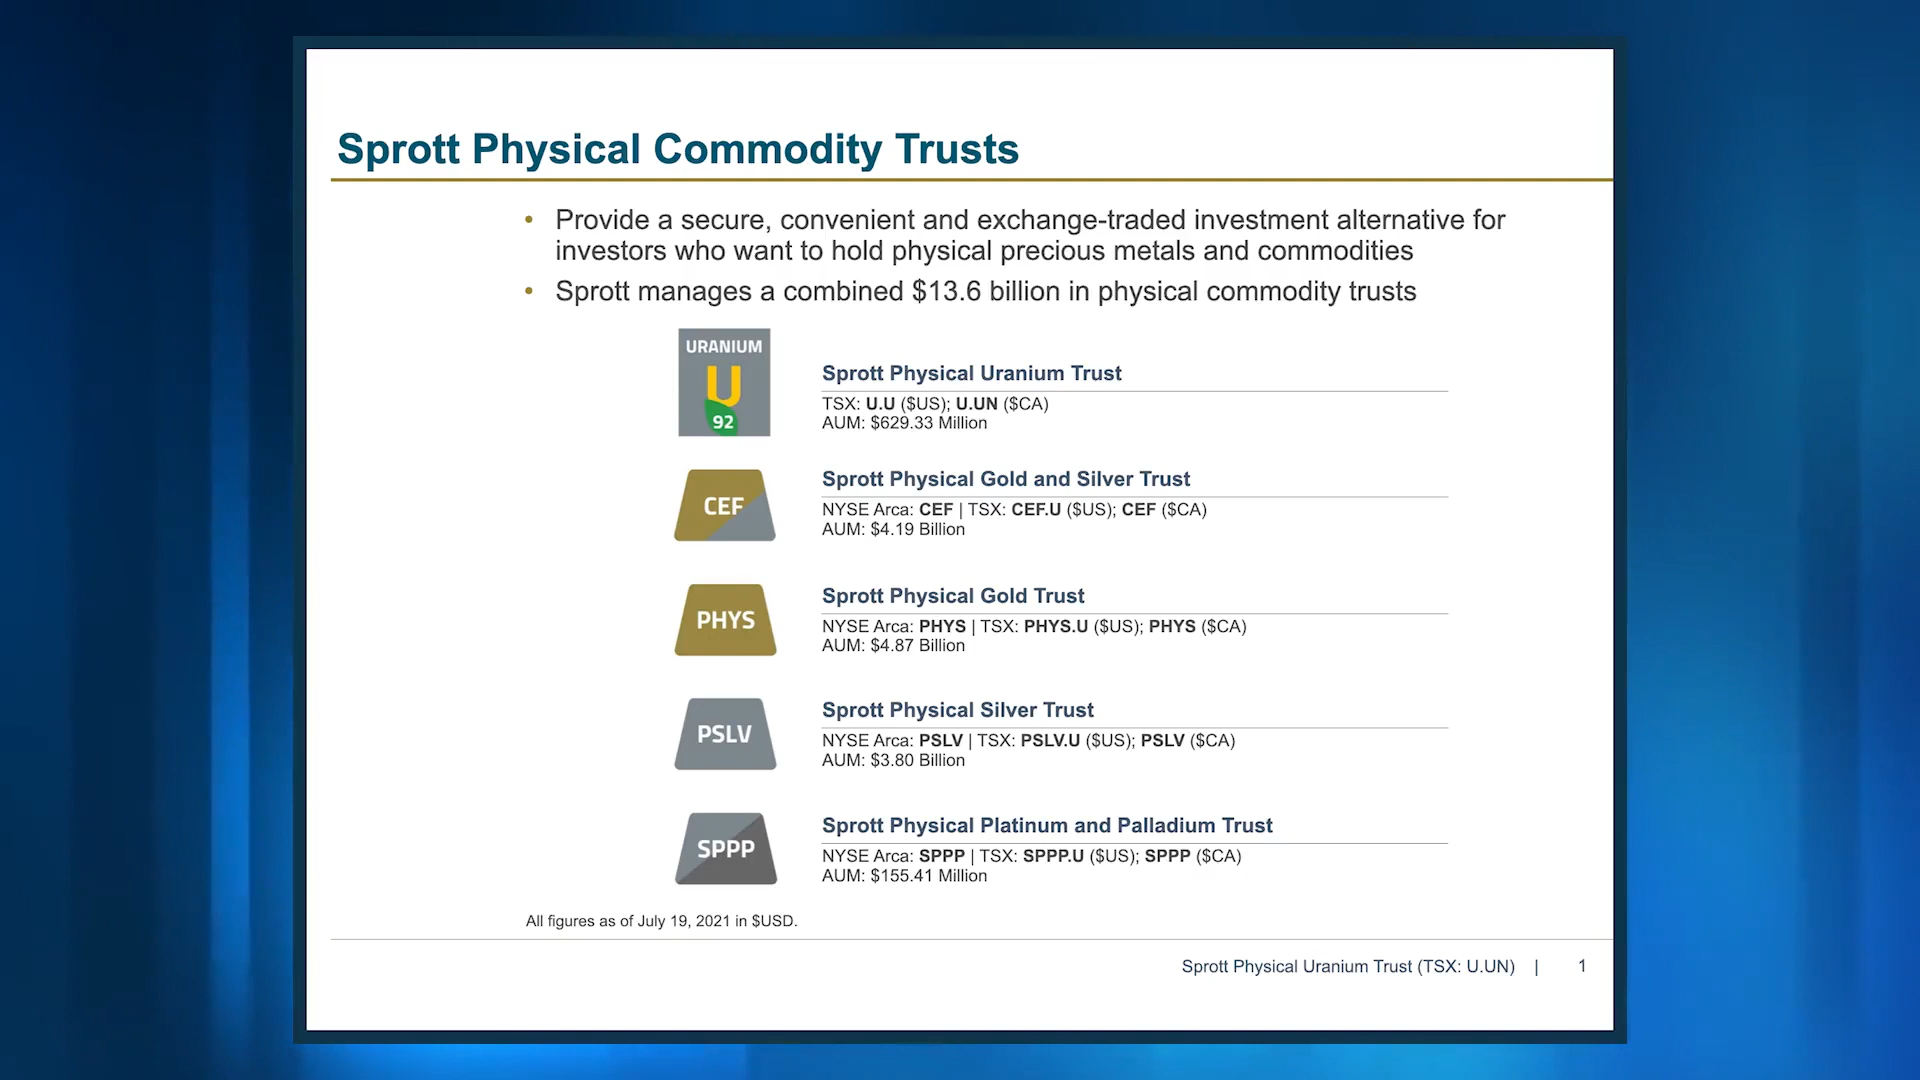 Sprott Physical Commodity Trusts
• Provide a secure, convenient and exchange-traded investment alternative for
investors who want to hold physical precious metals and commodities
• Sprott manages a combined $13.6 billion in physical commodity trusts
URANIUM
U
92
Sprott Physical Uranium Trust
TSX: U.U ($US); U.UN ($CA)
AUM: $629.33 Million
CEF
Sprott Physical Gold and Silver Trust
NYSE Arca: CEF | TSX: CEF.U ($US); CEF ($CA)
AUM: $4.19 Billion
PHYS
Sprott Physical Gold Trust
NYSE Arca: PHYS | TSX: PHYS.U ($US); PHYS ($CA)
AUM: $4.87 Billion
PSLV
Sprott Physical Silver Trust
NYSE Arca: PSLV | TSX: PSLV.U ($US); PSLV ($CA)
AUM: $3.80 Billion
SPPP
Sprott Physical Platinum and Palladium Trust
NYSE Arca: SPPP | TSX: SPPP.U ($US); SPPP ($CA)
AUM: $155.41 Million
All figures as of July 19, 2021 in $USD.
Sprott Physical Uranium Trust (TSX: U.UN) | 1